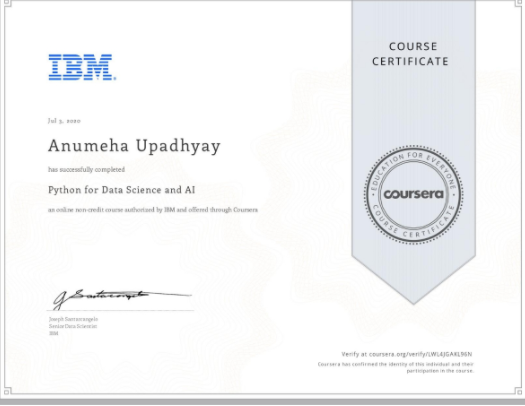 IBM
Jul 3, 2020
Anumeha Upadhyay
has successfully completed
Python for Data Science and AI
an online non-credit course authorized by IBM and offered through Coursera
Joseph Santarcangelo
Senior Data Scientist
IBM
COURSE
CERTIFICATE
EDUCATION FOR EVERYONE
coursera
COURSE CERTIFICATE
Verify at coursera.org/verify/
Coursera has confirmed the identity of this individual and their
participation in the course.